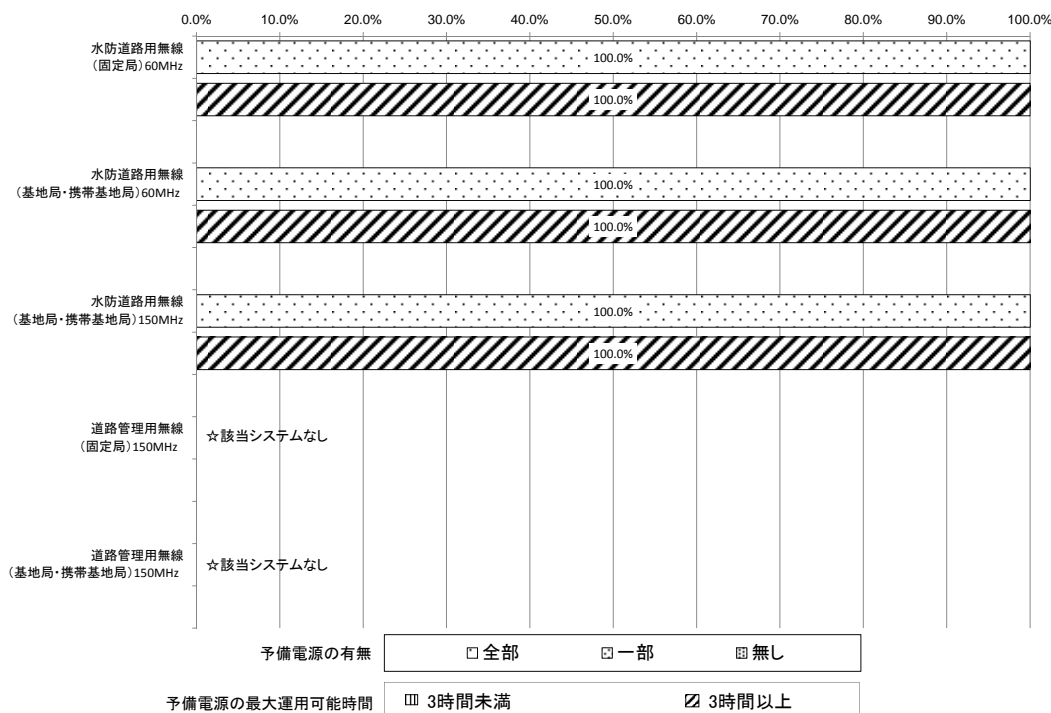 0.0% 10.0% 20.0% 30.0% 40.0% 50.0% 60.0% 70.0% 80.0% 90.0% 100.0%
水防道路用無線
(固定局)60MHz
100.0%
100.0%
水防道路用無線
(基地局・携帯基地局)60MHz
100.0%
100.0%
水防道路用無線
(基地局・携帯基地局)150MHz
100.0%
100.0%
道路管理用無線
(固定局)150MHz
☆該当システムなし
道路管理用無線
(基地局・携帯基地局)150MHz
☆該当システムなし
予備電源の有無 全部 一部 無し
予備電源の最大運用可能時間 3時間未満 3時間以上